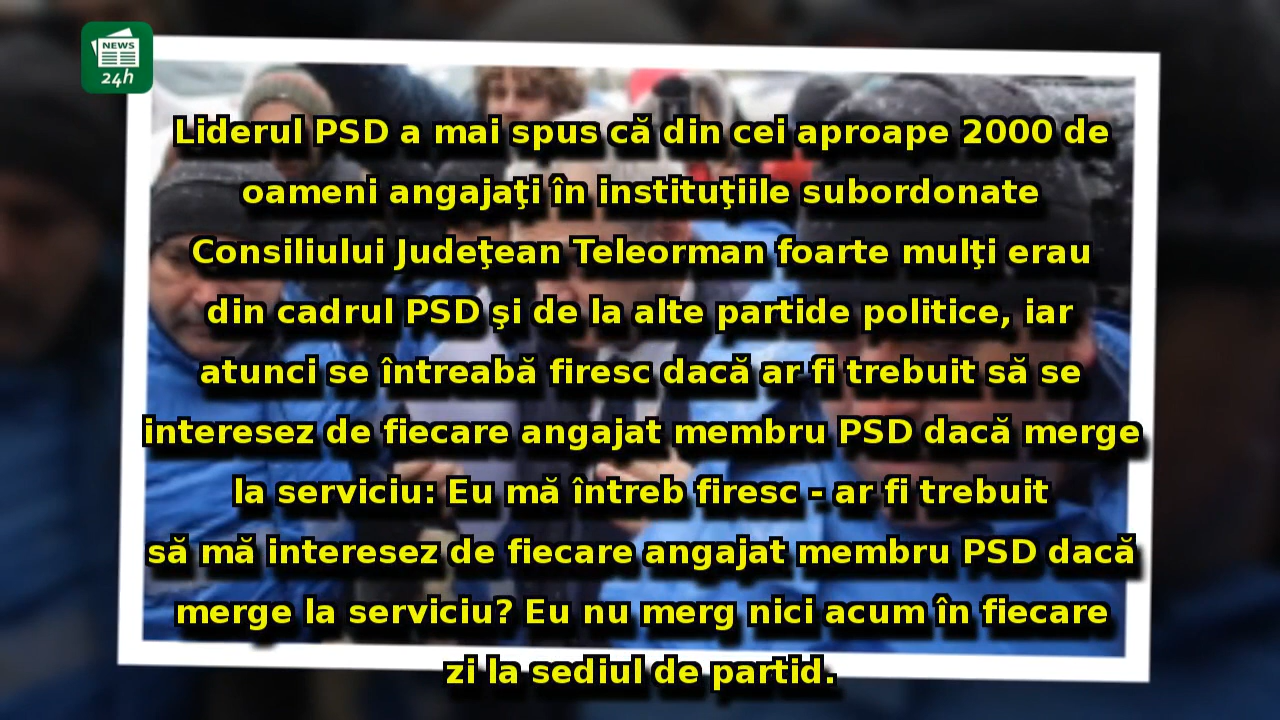 NEWS
24h
Liderul PSD a mai spus că din cei aproape 2000 de
oameni angajaţi în instituţiile subordonate
Consiliului Judeţean Teleorman foarte mulţi erau
din cadrul PSD şi de la alte partide politice, iar
atunci se întreabă firesc dacă ar fi trebuit să se
interesez de fiecare angajat membru PSD dacă merge
la serviciu: Eu mă întreb firesc - ar fi trebuit
să mă interesez de fiecare angajat membru PSD dacă
merge la serviciu? Eu nu merg nici acum în fiecare
zi la sediul de partid.